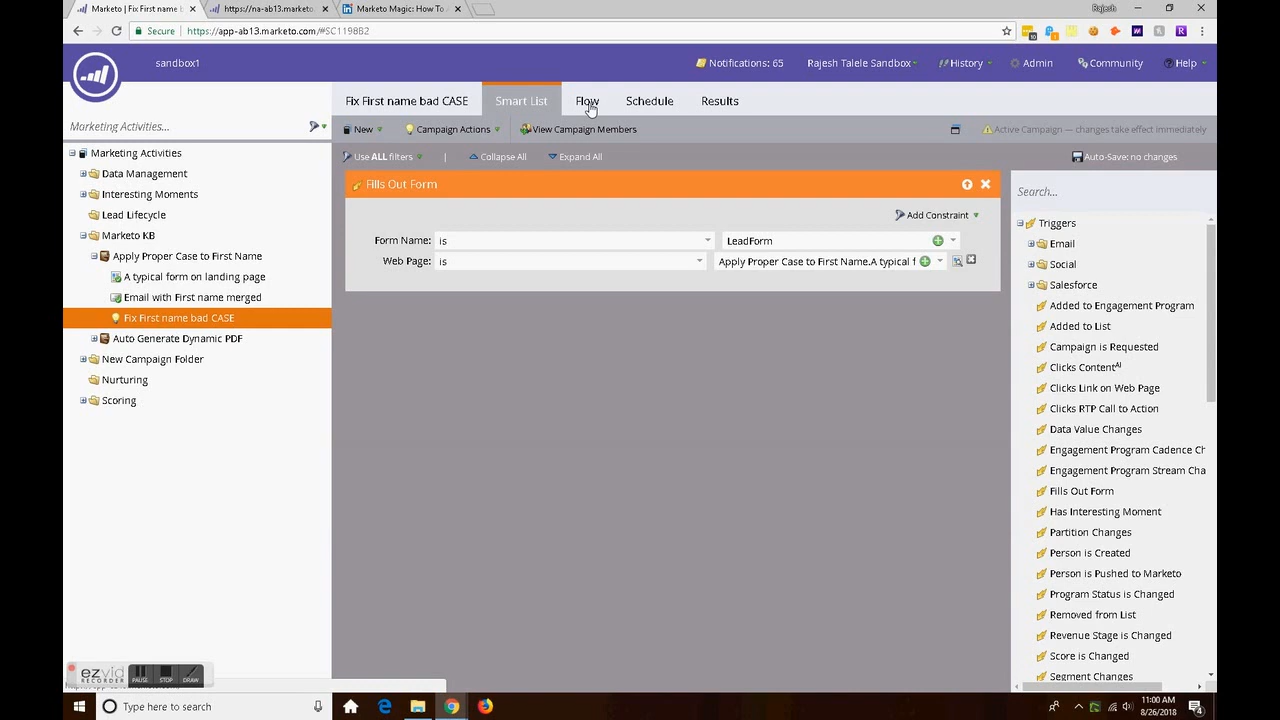 Marketo | Fix First name b
https://na-ab13.marketo.
Marketo Magic: How To A
Rajesh
Secure
https://app-ab13.marketo.com/#SC1198B2
sandbox1
Notifications: 65
Rajesh Talele Sandbox
History
Admin
Community
Help
Marketing Activities...
Fix First name bad CASE
Smart List
Flow
Schedule
Results
New
Campaign Actions
View Campaign Members
Active Campaign — changes take effect immediately
Use ALL filters
Collapse All
Expand All
Auto-Save: no changes
Marketing Activities
Data Management
Interesting Moments
Lead Lifecycle
Marketo KB
Apply Proper Case to First Name
A typical form on landing page
Email with First name merged
Fix First name bad CASE
Auto Generate Dynamic PDF
New Campaign Folder
Nurturing
Scoring
Fills Out Form
Add Constraint
Form Name:
is
LeadForm
Web Page:
is
Apply Proper Case to First Name.A typical f
Search...
Triggers
Email
Social
Salesforce
Added to Engagement Program
Added to List
Campaign is Requested
Clicks Content AI
Clicks Link on Web Page
Clicks RTP Call to Action
Data Value Changes
Engagement Program Cadence Ch
Engagement Program Stream Cha
Fills Out Form
Has Interesting Moment
Partition Changes
Person is Created
Person is Pushed to Marketo
Program Status is Changed
Removed from List
Revenue Stage is Changed
Score is Changed
Segment Changes
ezvid
RECORDER
PAUSE
STOP
DRAW
Type here to search
11:00 AM
8/26/2018